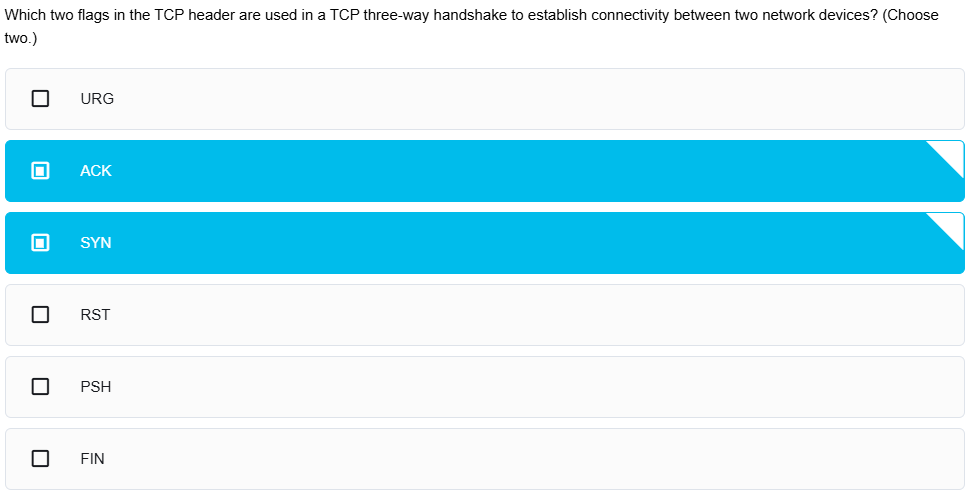 Which two flags in the TCP header are used in a TCP three-way handshake to establish connectivity between two network devices? (Choose
two.)
URG
ACK
SYN
RST
PSH
FIN